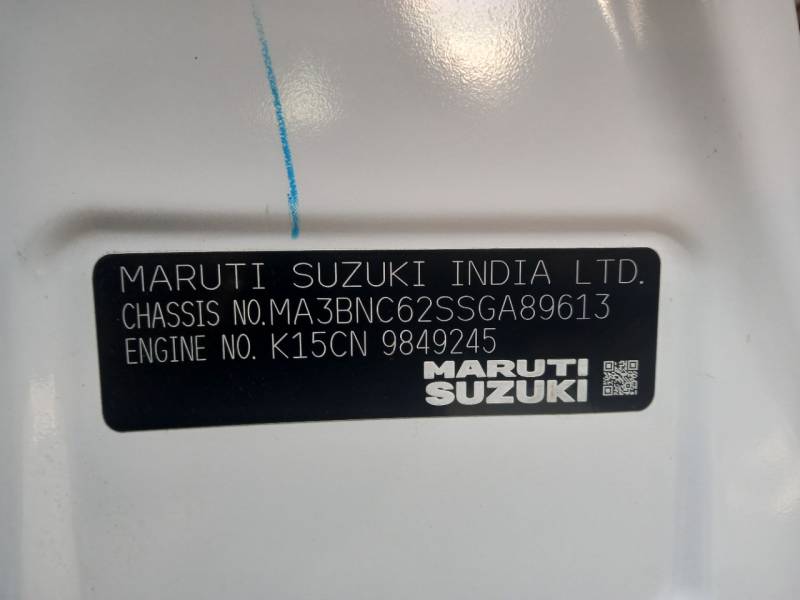 MARUTI SUZUKI INDIA LTD.
CHASSIS NO.MA3BNC62SSGA89613
ENGINE NO. K15CN 9849245
MARUTI
SUZUKI